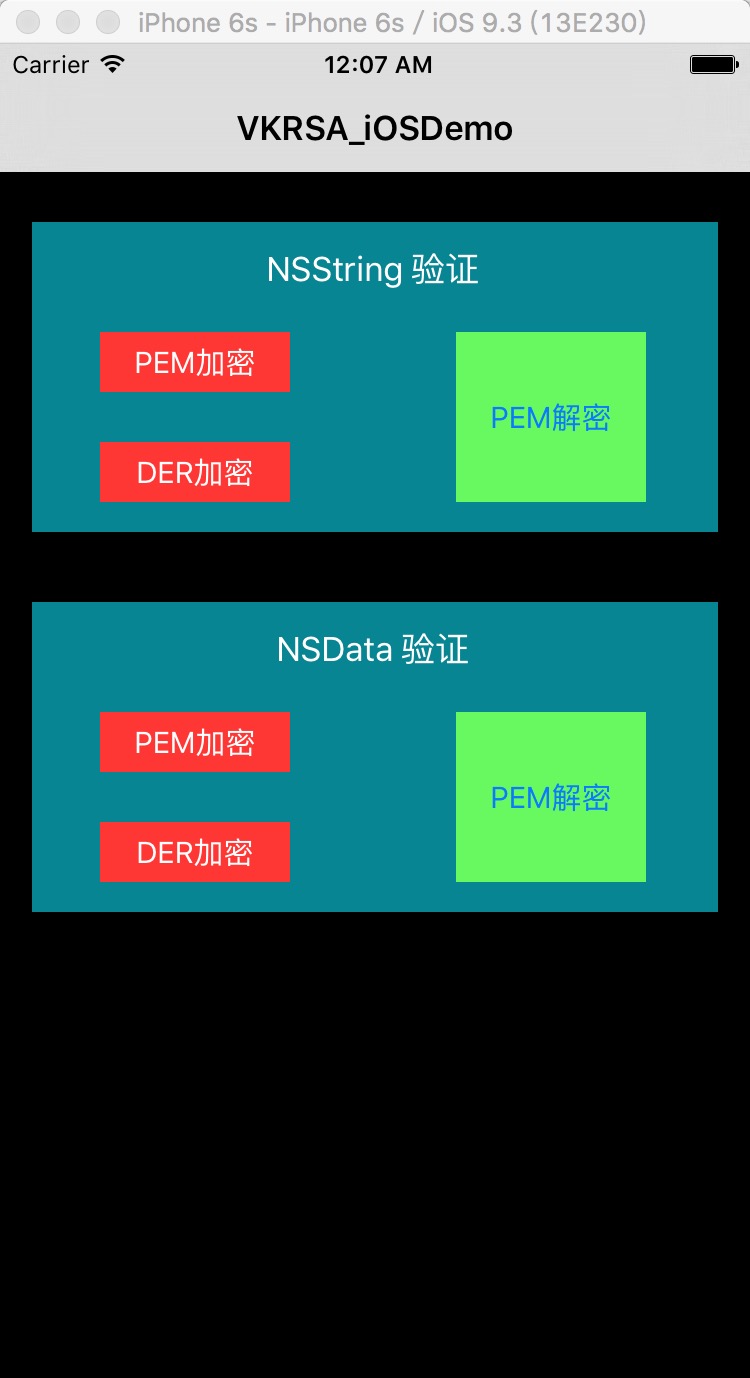 iPhone 6s - iPhone 6s / iOS 9.3 (13E230)
Carrier 12:07 AM
VKRSA_iOSDemo
NSString 验证
PEM加密
PEM解密
DER加密
NSData 验证
PEM加密
PEM解密
DER加密